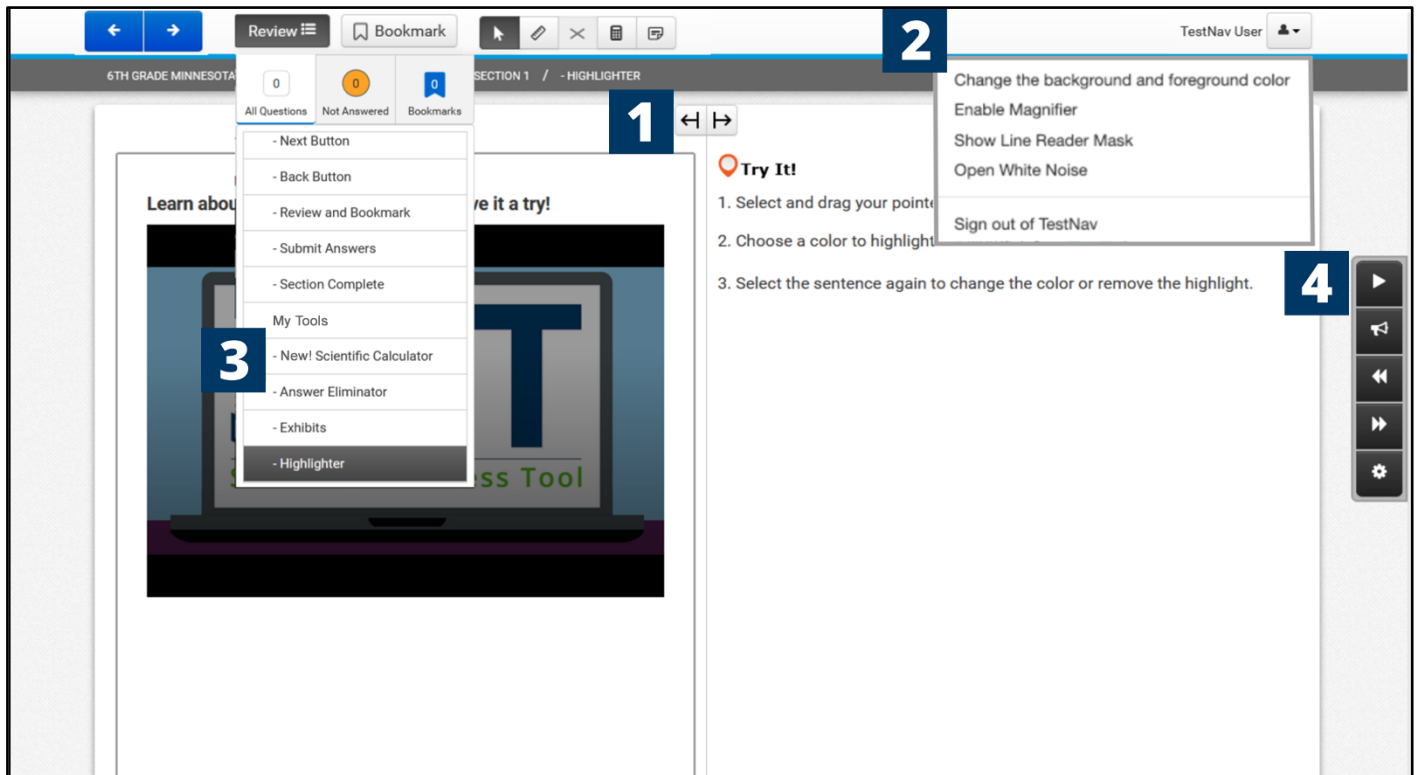 Review
Bookmark
2
TestNav User
6TH GRADE MINNESOTA
SECTION 1 / - HIGHLIGHTER
0
0
0
All Questions
Not Answered
Bookmarks
1
Change the background and foreground color
Enable Magnifier
Show Line Reader Mask
Open White Noise
Sign out of TestNav
- Next Button
- Back Button
- Review and Bookmark
- Submit Answers
- Section Complete
My Tools
3
- New! Scientific Calculator
- Answer Eliminator
- Exhibits
- Highlighter
Learn abou
ve it a try!
T
S
ess Tool
Try It!
1. Select and drag your pointe
2. Choose a color to highlight
3. Select the sentence again to change the color or remove the highlight.
4